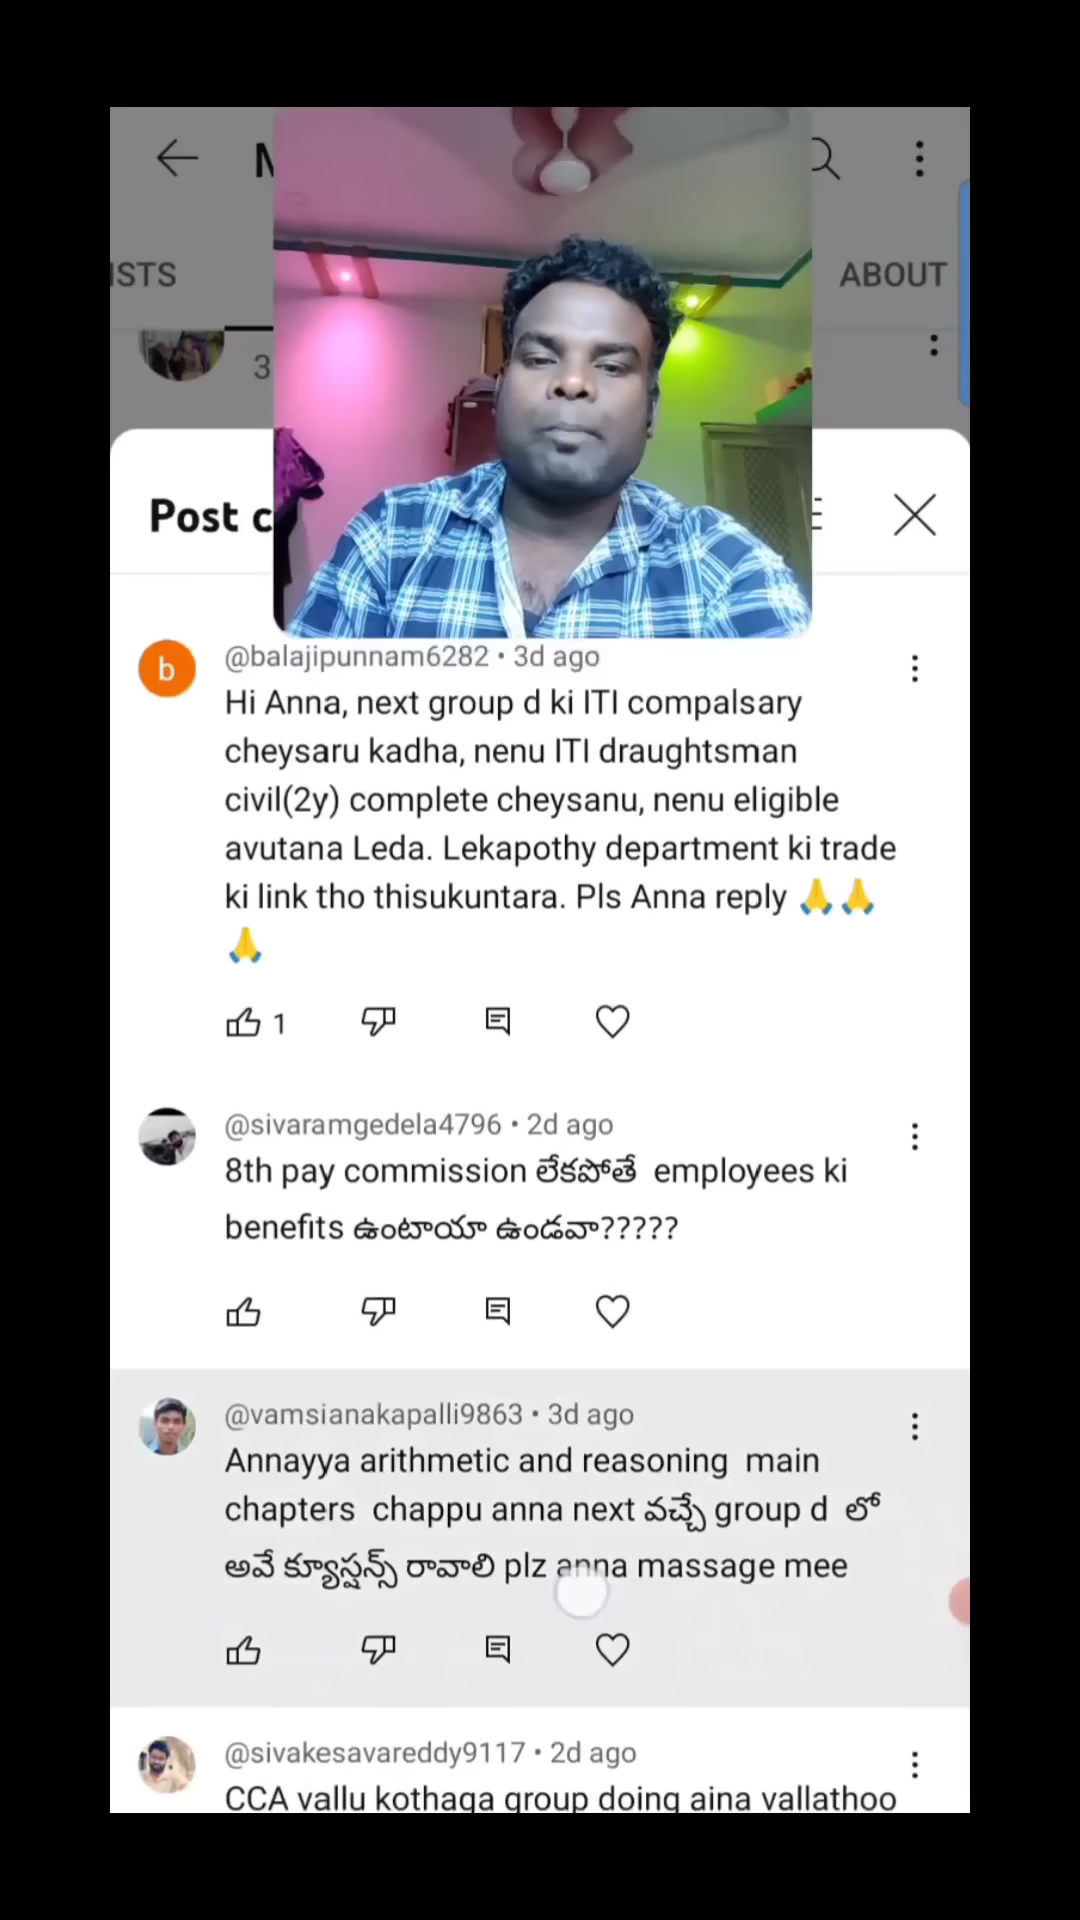 ISTS
ABOUT
3
Post c
b
@balajipunnam6282 • 3d ago
Hi Anna, next group d ki ITI compalsary
cheysaru kadha, nenu ITI draughtsman
civil(2y) complete cheysanu, nenu eligible
avutana Leda. Lekapothy department ki trade
ki link tho thisukuntara. Pls Anna reply 🙏🙏
🙏
1
@sivaramgedela4796 • 2d ago
8th pay commission లేకపోతే employees ki
benefits ఉంటాయా ఉండవా?????
@vamsianakapalli9863 • 3d ago
Annayya arithmetic and reasoning main
chapters chappu anna next వచ్చే group d లో
అవే క్యూస్షన్స్ రావాలి plz anna massage mee
@sivakesavareddy9117 • 2d ago
CCA vallu kothaga group doing aina vallathoo